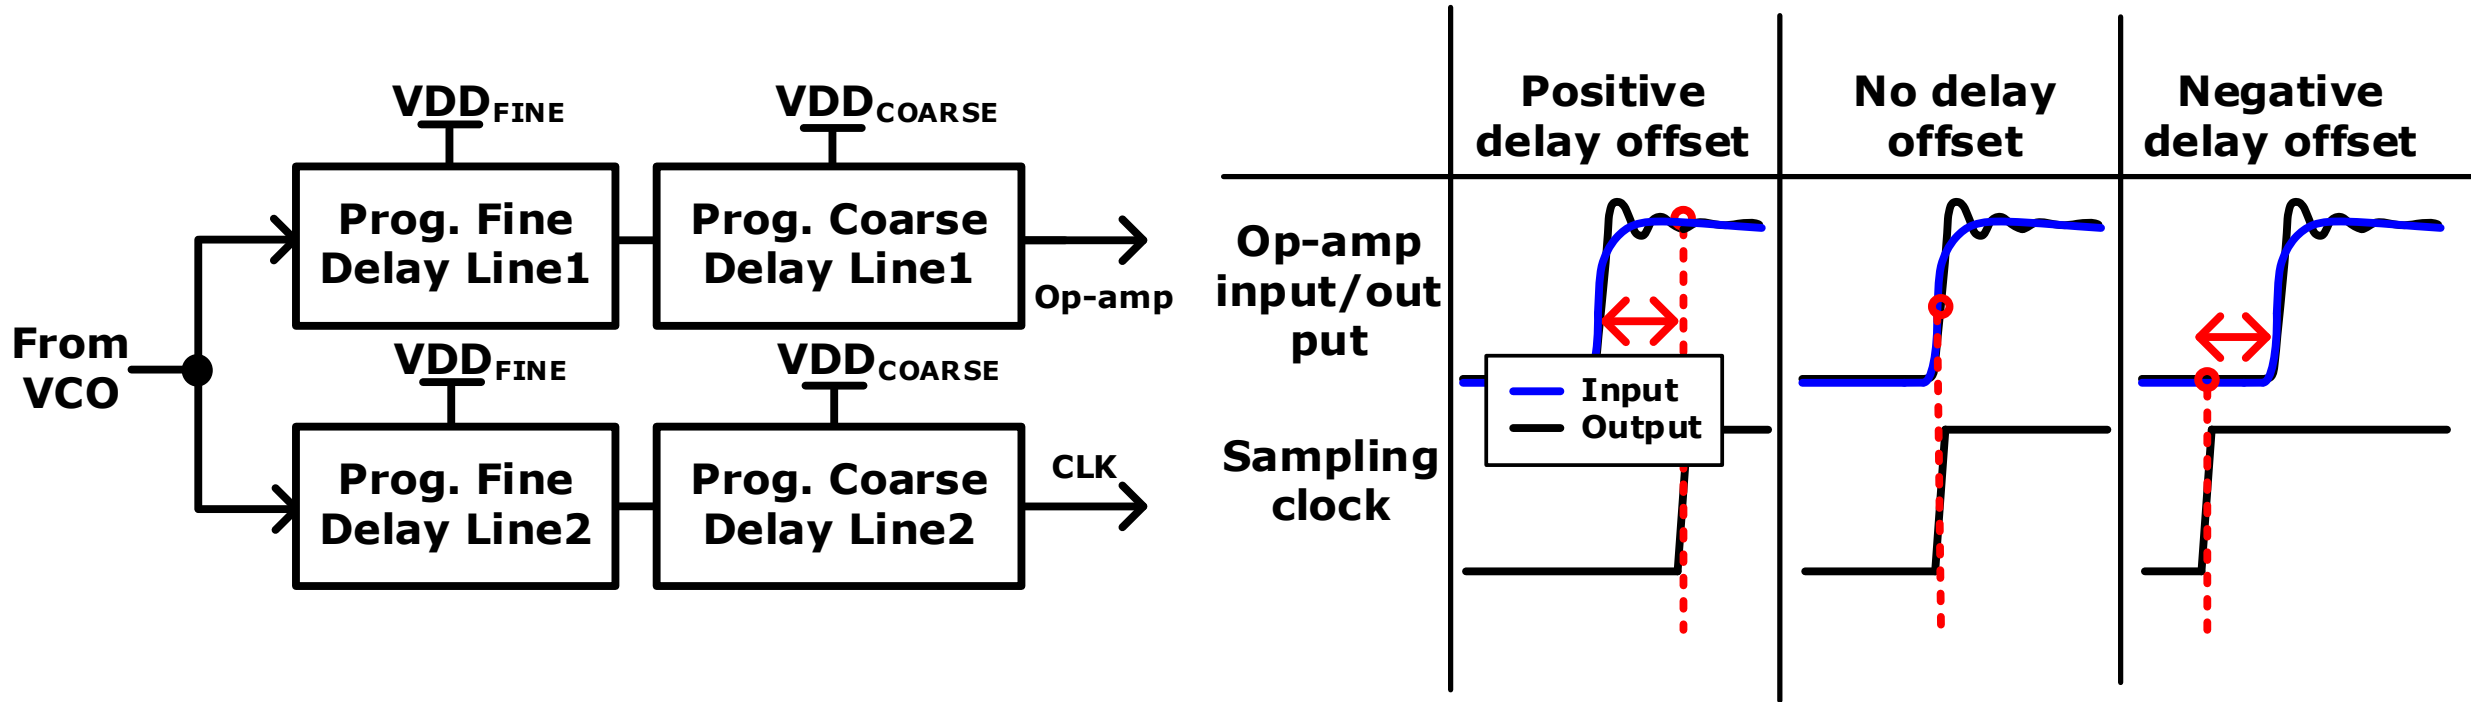 VDDFINE
VDDCOARSE
Prog. Fine
Delay Line1
Prog. Coarse
Delay Line1
Op-amp
From
VCO
VDDFINE
VDDCOARSE
Prog. Fine
Delay Line2
Prog. Coarse
Delay Line2
CLK
Positive
delay offset
No delay
offset
Negative
delay offset
Op-amp
input/out
put
Input
Output
Sampling
clock